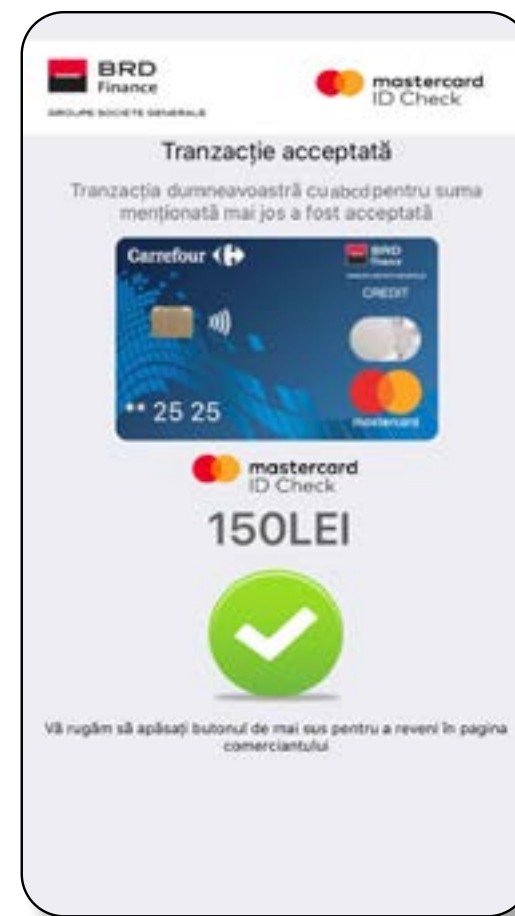 BRD
Finance
GROUPE SOCIETE GENERALE
mastercard
ID Check
Tranzacție acceptată
Tranzacția dumneavoastră cu abcd pentru suma
menționată mai jos a fost acceptată
Carrefour
BRD
Finance
CREDIT
** 25 25
mastercard
mastercard
ID Check
150LEI
Vă rugăm să apăsați butonul de mai sus pentru a reveni în pagina
comerciantului